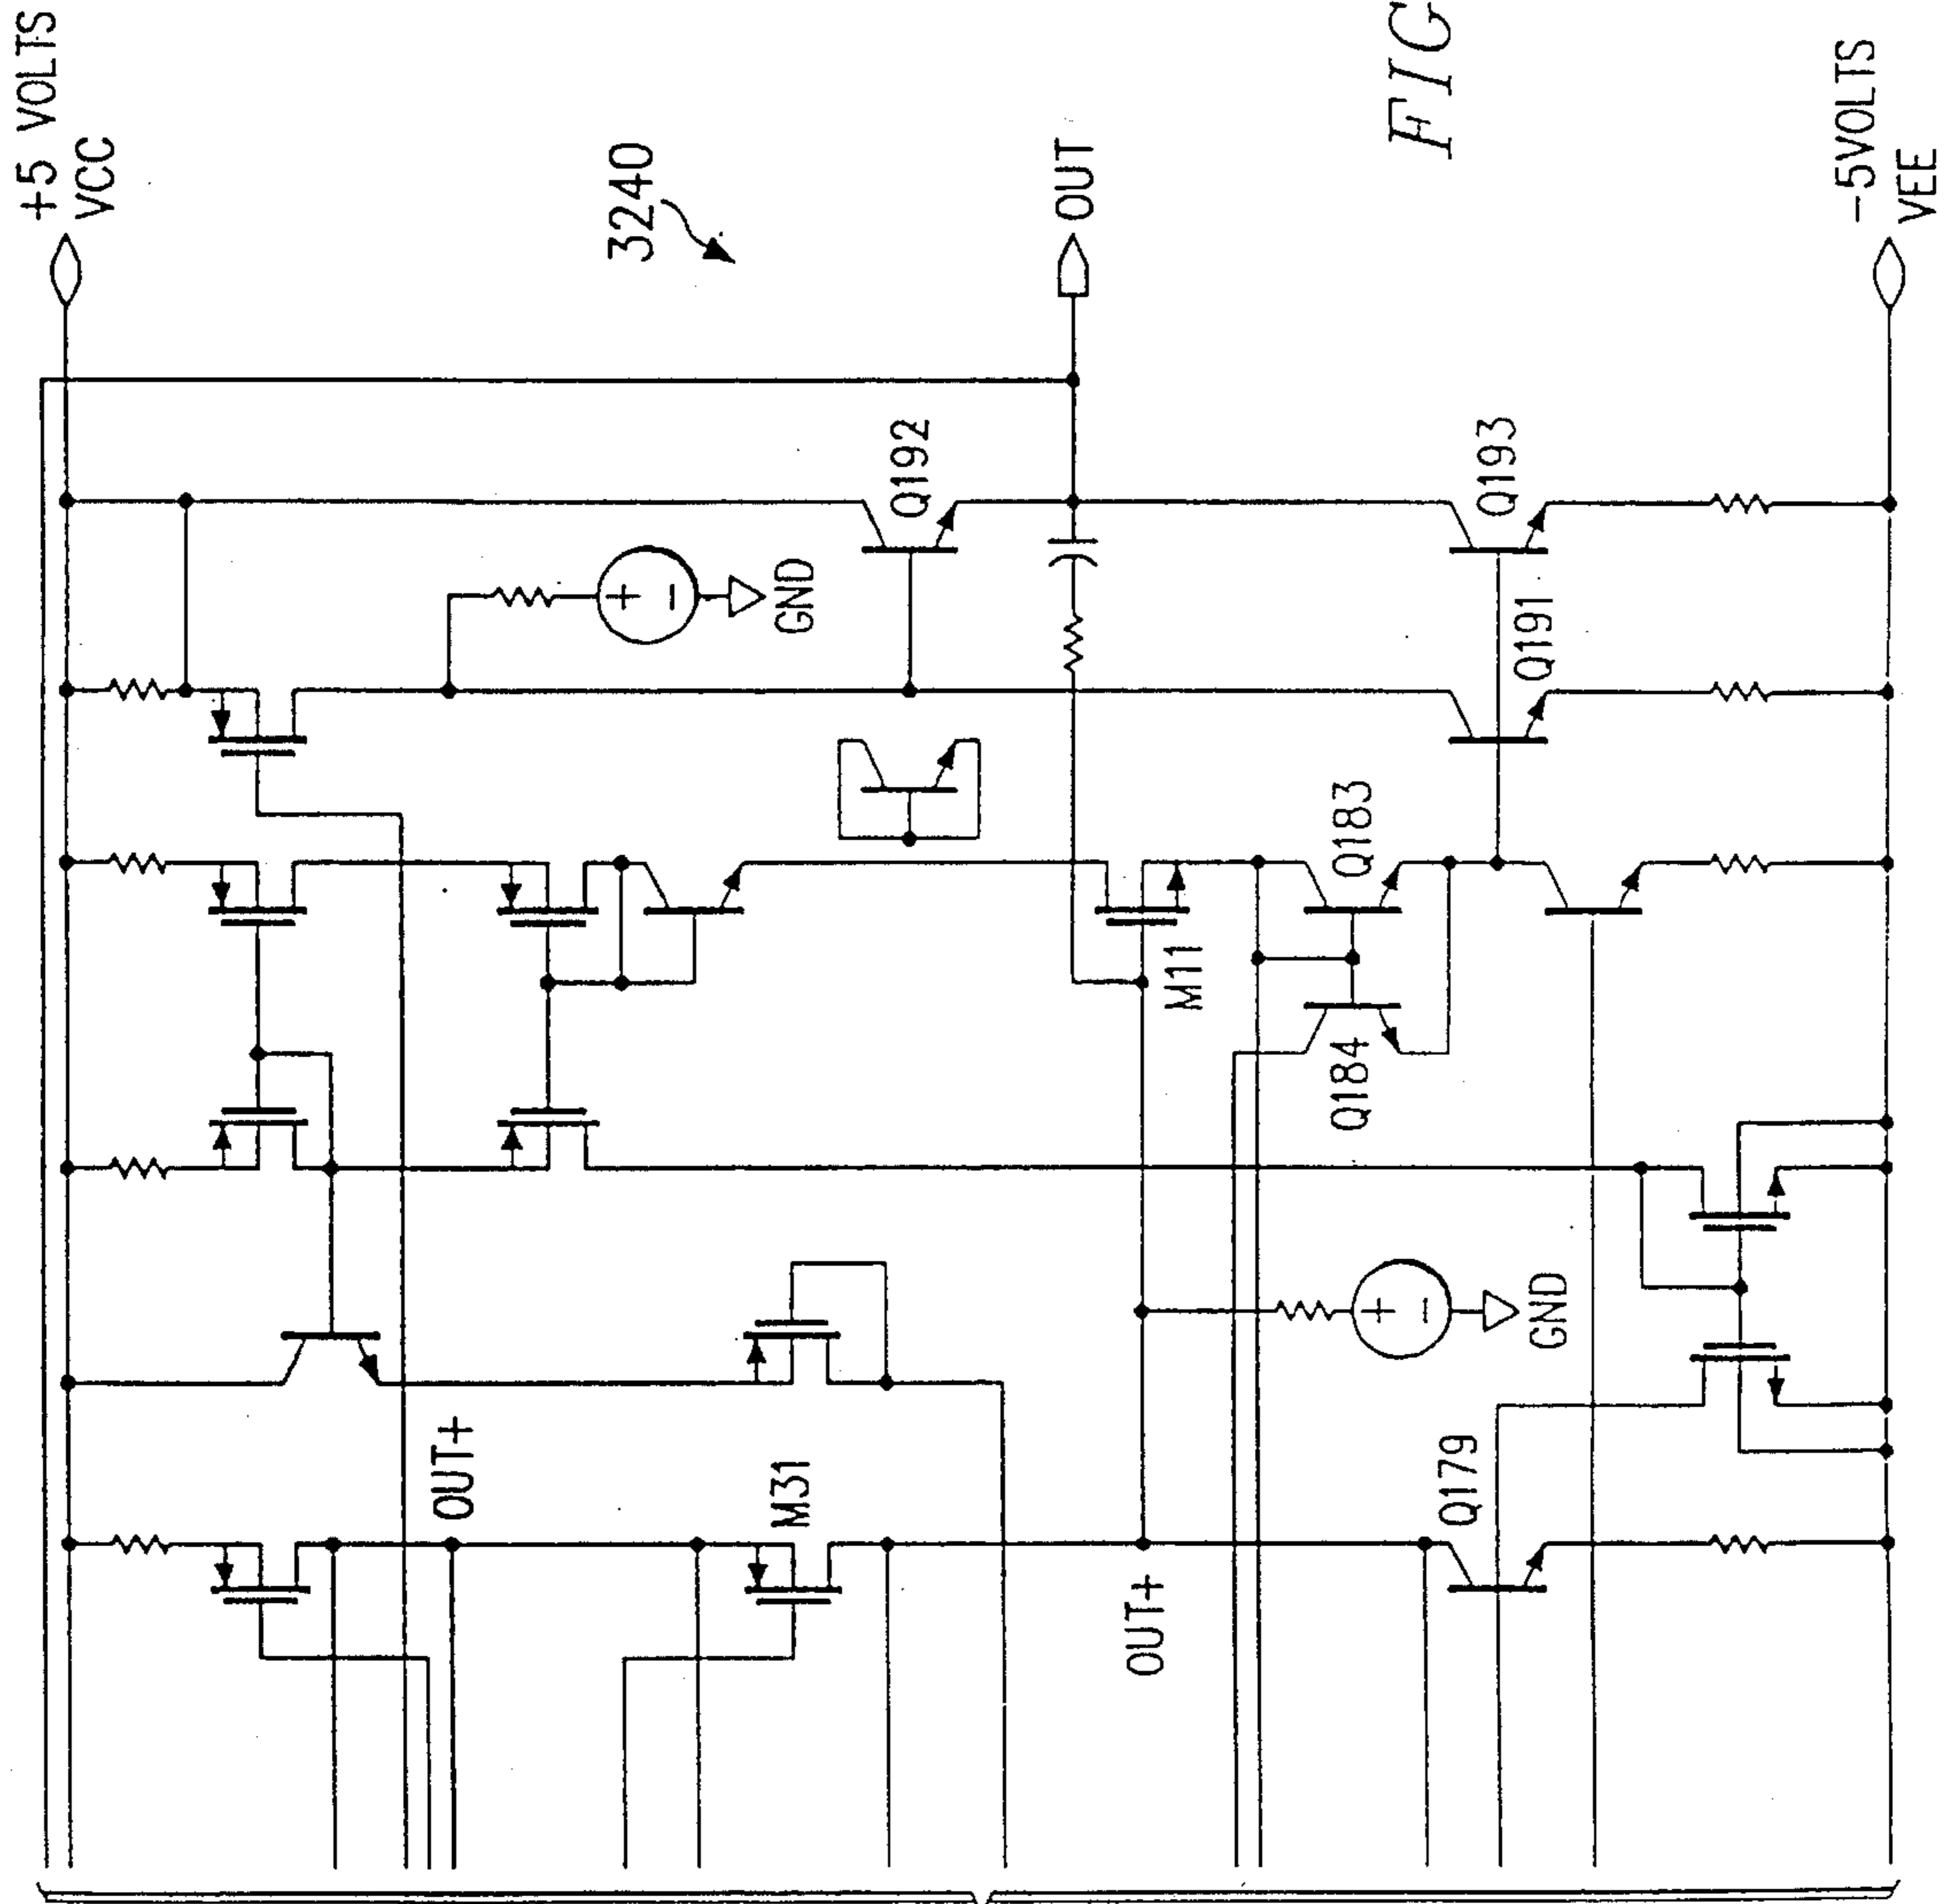 +5 VOLTS
VCC
3240
OUT
FIG
-5VOLTS
VEE
Q192
Q193
GND
Q191
Q183
M11
Q184
GND
OUT+
M31
Q179
OUT+